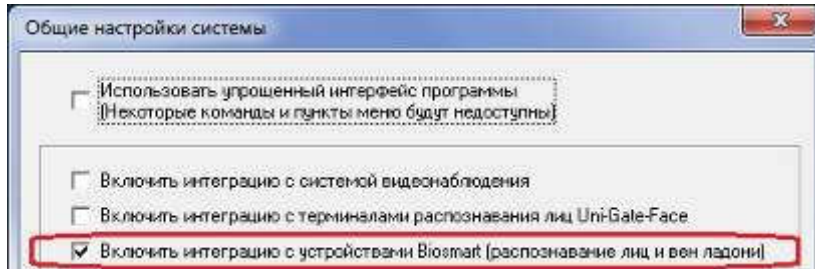 Общие настройки системы
Использовать упрощенный интерфейс программы
(Некоторые команды и пункты меню будут недоступны)
Включить интеграцию с системой видеонаблюдения
Включить интеграцию с терминалами распознавания лиц Uni-Gate-Face
Включить интеграцию с устройствами Biosmart (распознавание лиц и вен ладони)